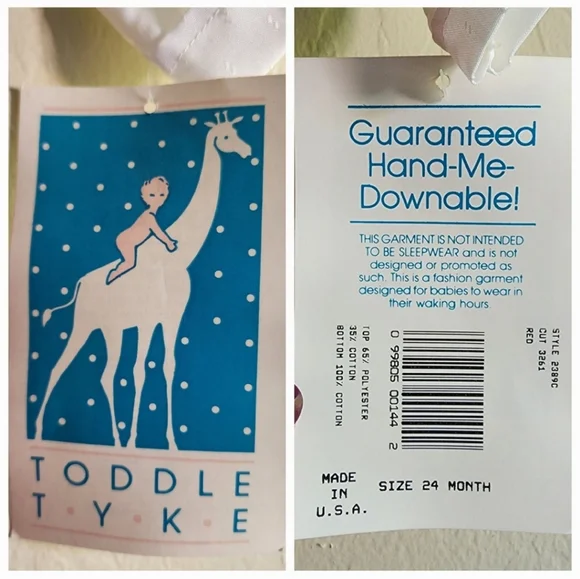 TODDLE
T·Y·K·E
Guaranteed
Hand-Me-
Downable!
THIS GARMENT IS NOT INTENDED
TO BE SLEEPWEAR and is not
designed or promoted as
such. This is a fashion garment
designed for babies to wear in
their waking hours.
STYLE 2389C
CUT 3261
RED
0 99805 00144 2
TOP 65% POLYESTER
35% COTTON
BOTTOM 100% COTTON
MADE
IN
U.S.A.
SIZE 24 MONTH